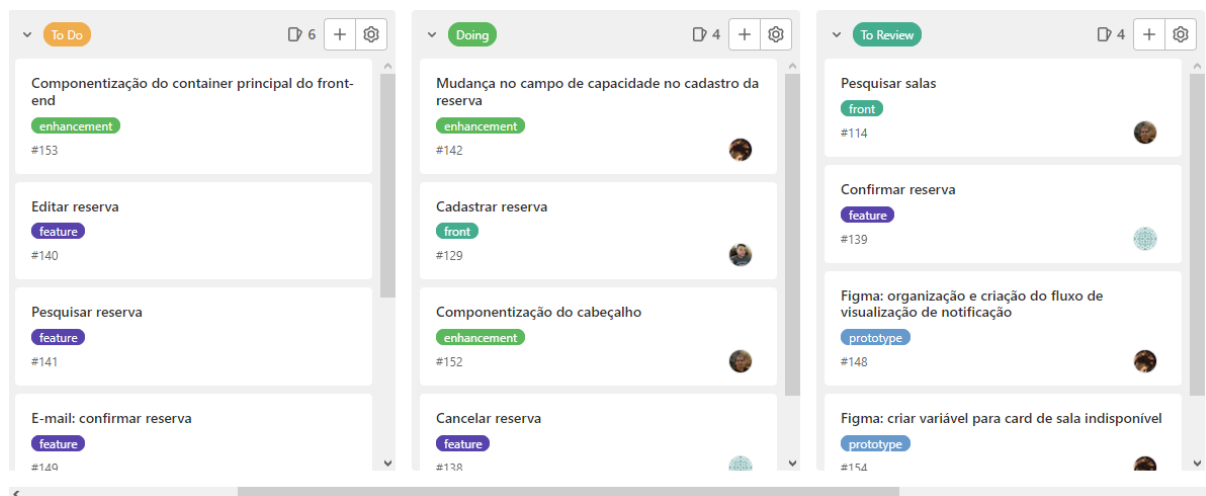 To Do
6
Componentização do container principal do front-
end
enhancement
#153
Editar reserva
feature
#140
Pesquisar reserva
feature
#141
E-mail: confirmar reserva
feature
#149
Doing
4
Mudança no campo de capacidade no cadastro da
reserva
enhancement
#142
Cadastrar reserva
front
#129
Componentização do cabeçalho
enhancement
#152
Cancelar reserva
feature
#138
To Review
4
Pesquisar salas
front
#114
Confirmar reserva
feature
#139
Figma: organização e criação do fluxo de
visualização de notificação
prototype
#148
Figma: criar variável para card de sala indisponível
prototype
#154